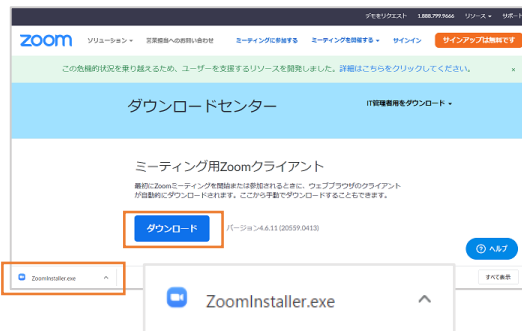 デモをリクエスト 1.888.799.9666 リソース サポート
zoom ソリューション 営業担当へのお問い合わせ ミーティングに参加する ミーティングを開催する サインイン サインアップは無料です
この危機的状況を乗り越えるため、ユーザーを支援するリソースを開発しました。詳細はこちらをクリックしてください。 ×
ダウンロードセンター IT管理者用をダウンロード
ミーティング用Zoomクライアント
最初にZoomミーティングを開始または参加されるときに、ウェブブラウザのクライアント
が自動的にダウンロードされます。ここから手動でダウンロードすることもできます。
ダウンロード バージョン4.6.11 (20559.0413)
ヘルプ
ZoomInstaller.exe すべて表示
ZoomInstaller.exe